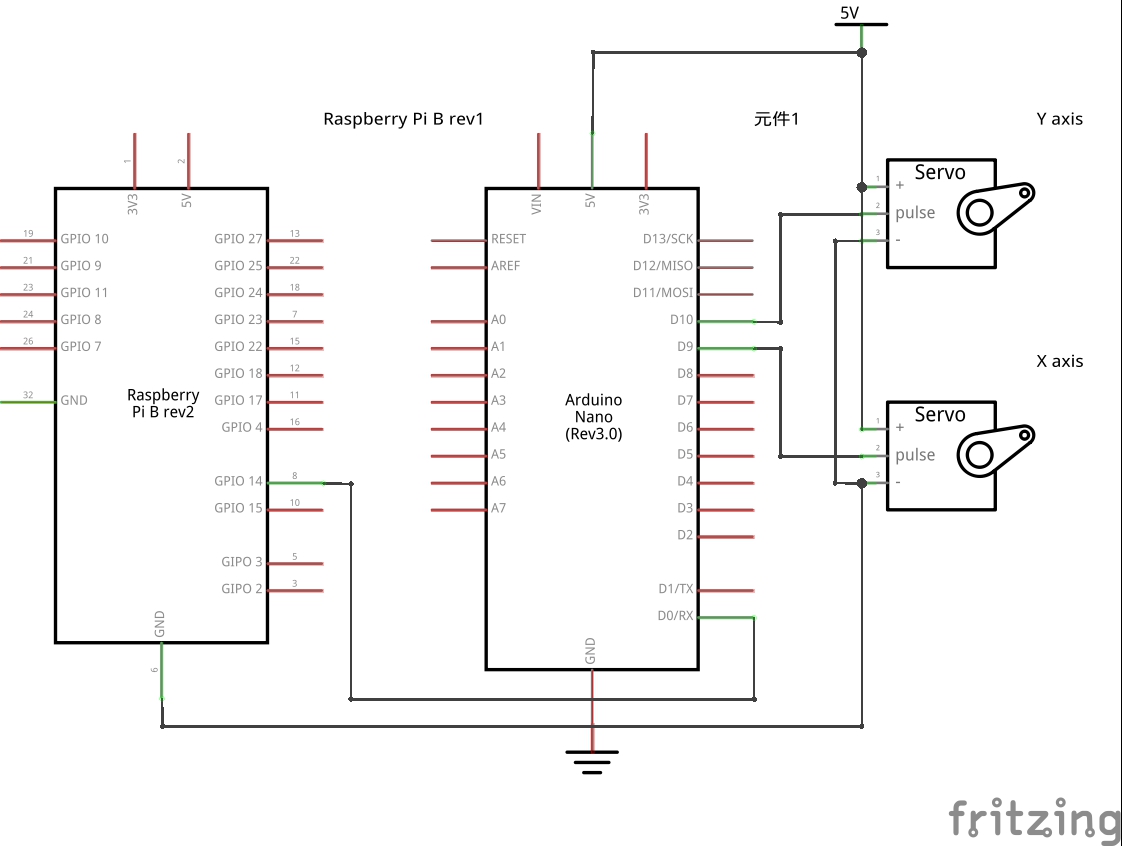 5V
Raspberry Pi B rev1
元件1
Y axis
1
3V3
2
5V
19
GPIO 10
21
GPIO 9
23
GPIO 11
24
GPIO 8
26
GPIO 7
32
GND
Raspberry
Pi B rev2
GPIO 27
13
GPIO 25
22
GPIO 24
18
GPIO 23
7
GPIO 22
15
GPIO 18
12
GPIO 17
11
GPIO 4
16
GPIO 14
8
GPIO 15
10
GIPO 3
5
GIPO 2
3
GND
6
VIN
5V
3V3
RESET
AREF
A0
A1
A2
A3
A4
A5
A6
A7
Arduino
Nano
(Rev3.0)
D13/SCK
D12/MISO
D11/MOSI
D10
D9
D8
D7
D6
D5
D4
D3
D2
D1/TX
D0/RX
GND
Servo
1
+
2
pulse
3
-
X axis
Servo
1
+
2
pulse
3
-
fritzing